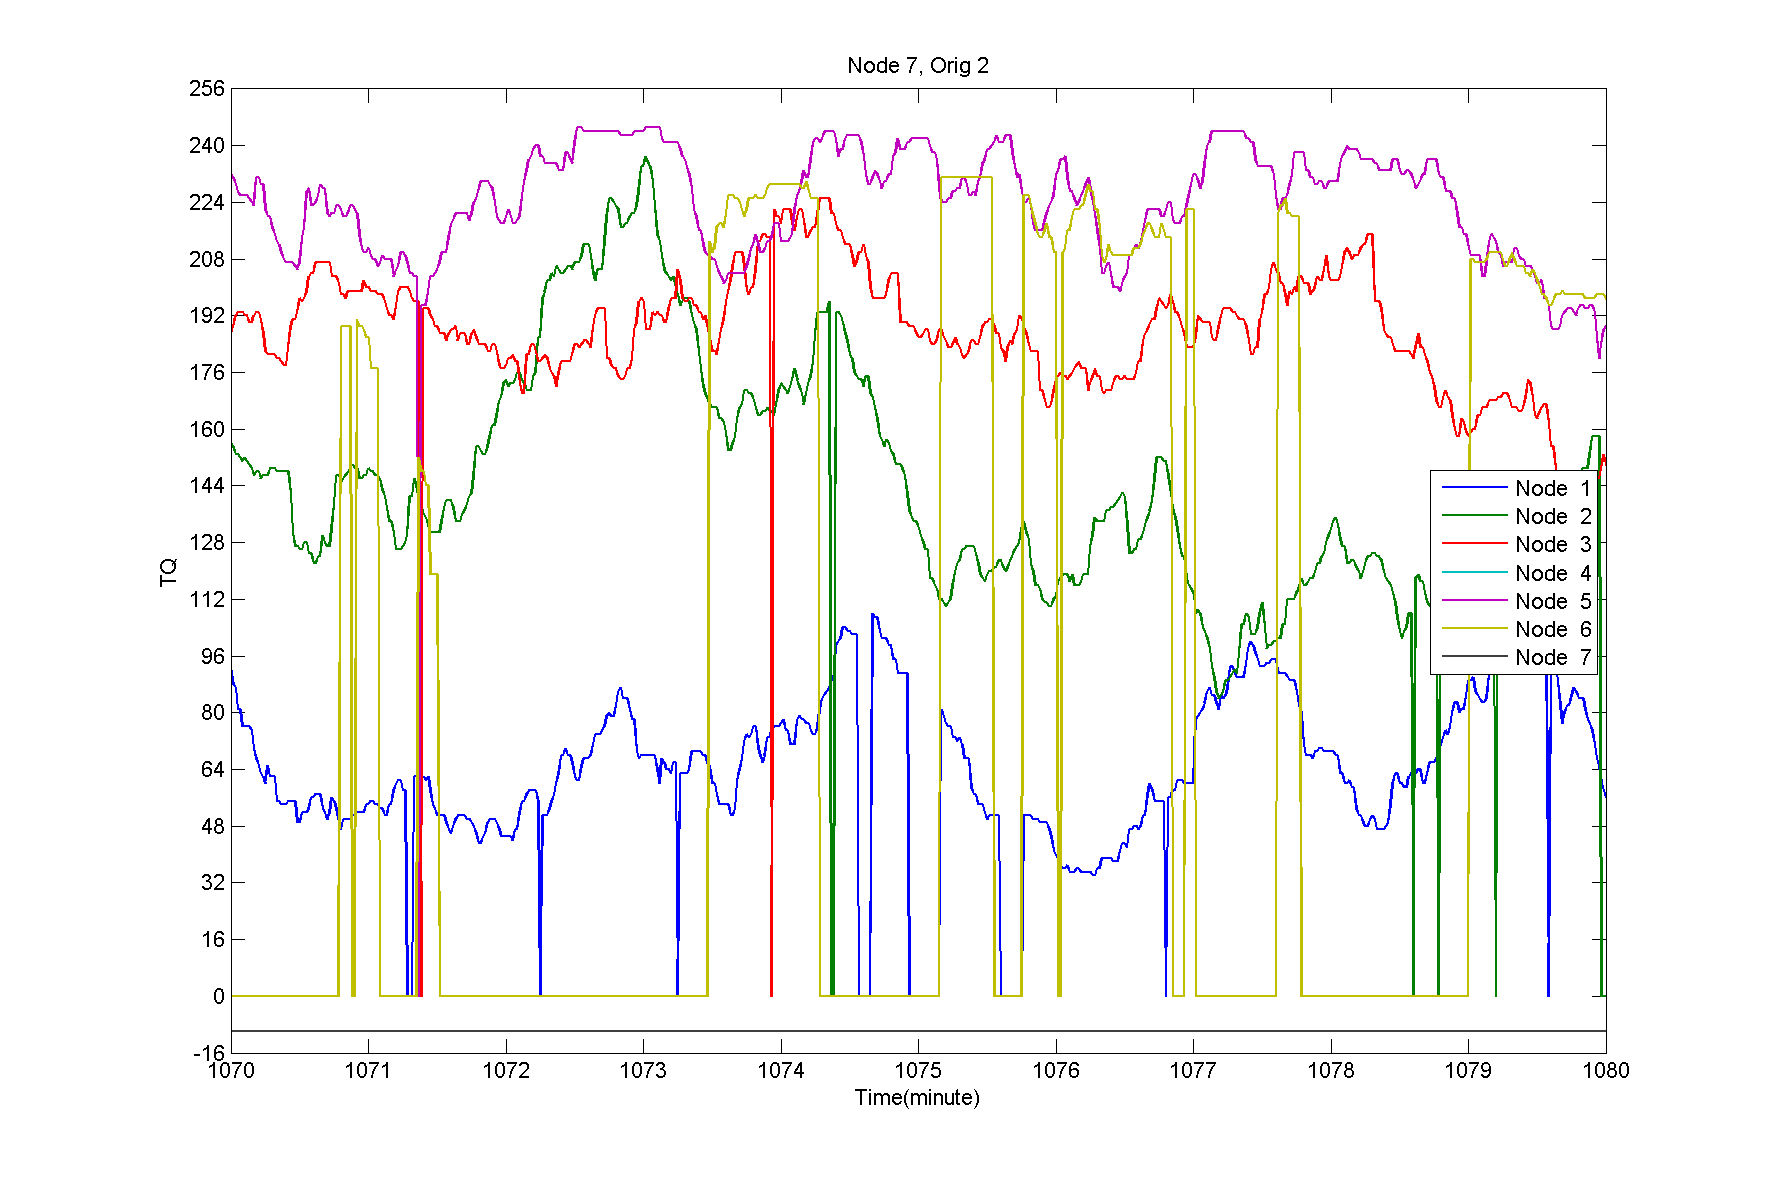 Node 7, Orig 2
256
240
224
208
192
176
160
144
128
112
96
80
64
48
32
16
0
-16
TQ
Node 1
Node 2
Node 3
Node 4
Node 5
Node 6
Node 7
1070 1071 1072 1073 1074 1075 1076 1077 1078 1079 1080
Time(minute)